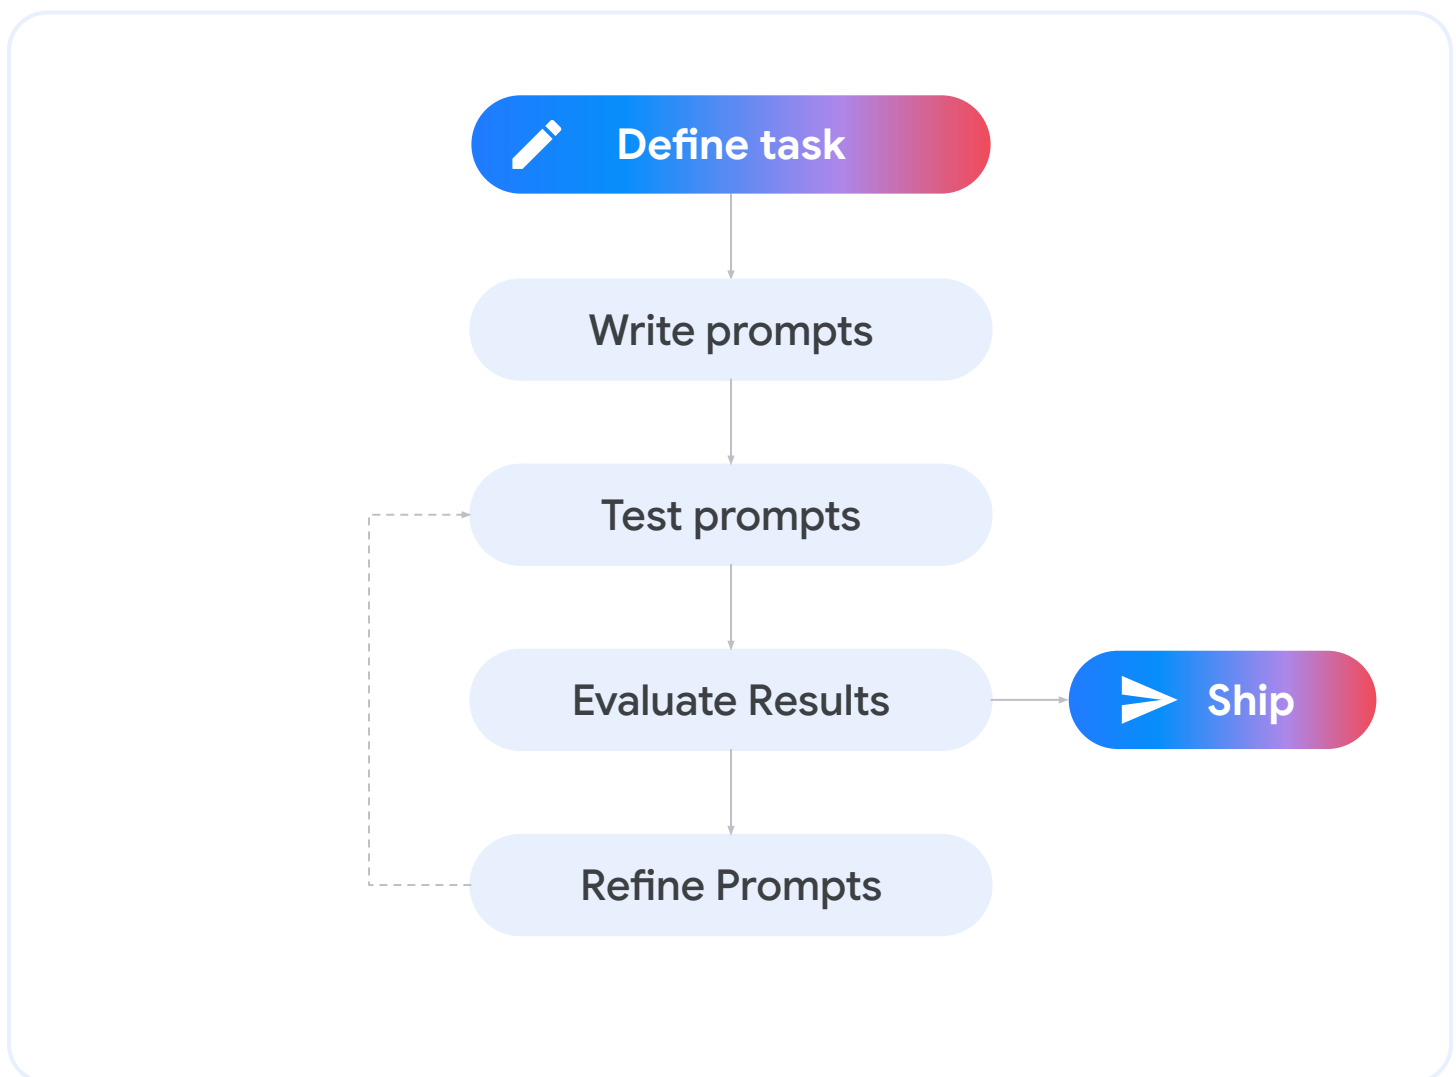 Define task
Write prompts
Test prompts
Evaluate Results
Ship
Refine Prompts